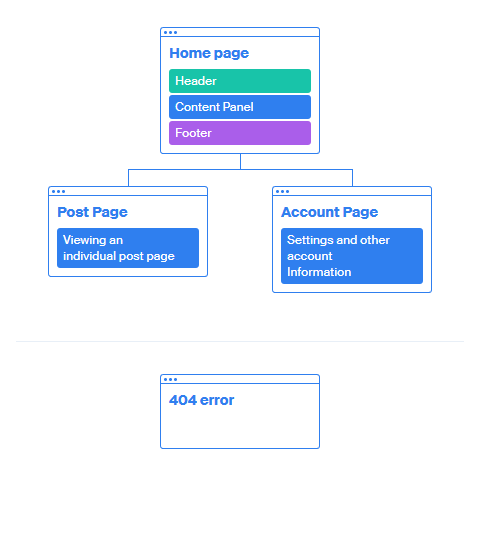 Home page
Header
Content Panel
Footer
Post Page
Viewing an
individual post page
Account Page
Settings and other
account
Information
404 error